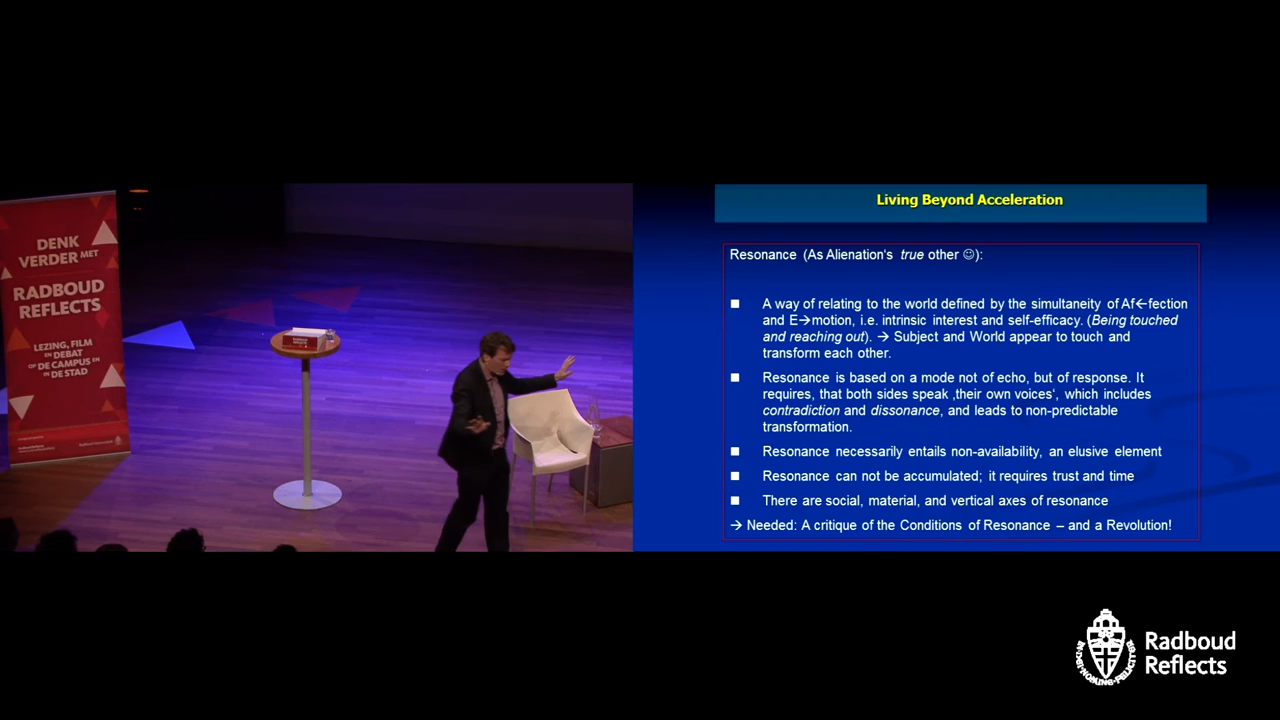 DENK
VERDER MET
RADBOUD
REFLECTS
LEZING, FILM
EN DEBAT
OP DE CAMPUS EN
IN DE STAD
Living Beyond Acceleration
Resonance (As Alienation's true other ☺):
■ A way of relating to the world defined by the simultaneity of Af←fection
and E→motion, i.e. intrinsic interest and self-efficacy. (Being touched
and reaching out). → Subject and World appear to touch and
transform each other.
■ Resonance is based on a mode not of echo, but of response. It
requires, that both sides speak ‚their own voices‘, which includes
contradiction and dissonance, and leads to non-predictable
transformation.
■ Resonance necessarily entails non-availability, an elusive element
■ Resonance can not be accumulated; it requires trust and time
■ There are social, material, and vertical axes of resonance
→ Needed: A critique of the Conditions of Resonance – and a Revolution!
Radboud
Reflects